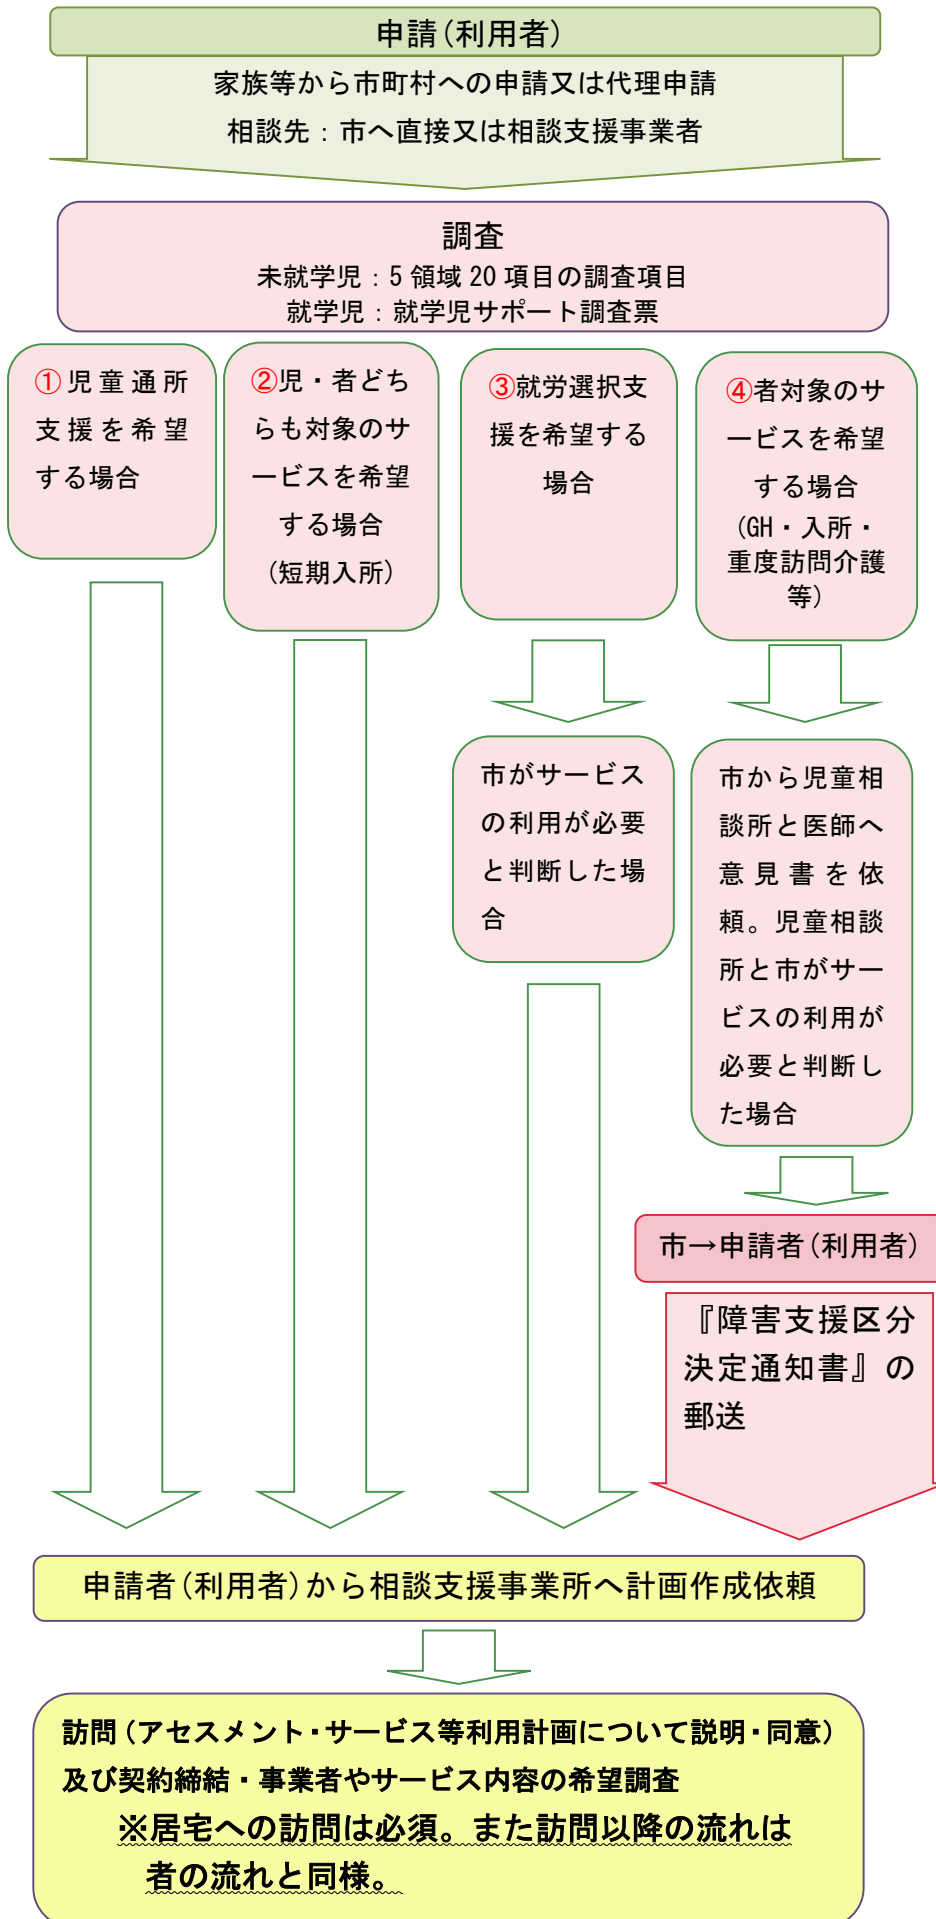 申請(利用者)
家族等から市町村への申請又は代理申請
相談先：市へ直接又は相談支援事業者
調査
未就学児：5領域20項目の調査項目
就学児：就学児サポート調査票
①児童通所
支援を希望
する場合
②児・者どち
らも対象のサ
ービスを希望
する場合
(短期入所)
③就労選択支
援を希望する
場合
④者対象のサ
ービスを希望
する場合
(GH・入所・
重度訪問介護
等)
市がサービス
の利用が必要
と判断した場
合
市から児童相
談所と医師へ
意見書を依
頼。児童相談
所と市がサー
ビスの利用が
必要と判断し
た場合
市→申請者(利用者)
『障害支援区分
決定通知書』の
郵送
申請者(利用者)から相談支援事業所へ計画作成依頼
訪問(アセスメント・サービス等利用計画について説明・同意)
及び契約締結・事業者やサービス内容の希望調査
※居宅への訪問は必須。また訪問以降の流れは
者の流れと同様。